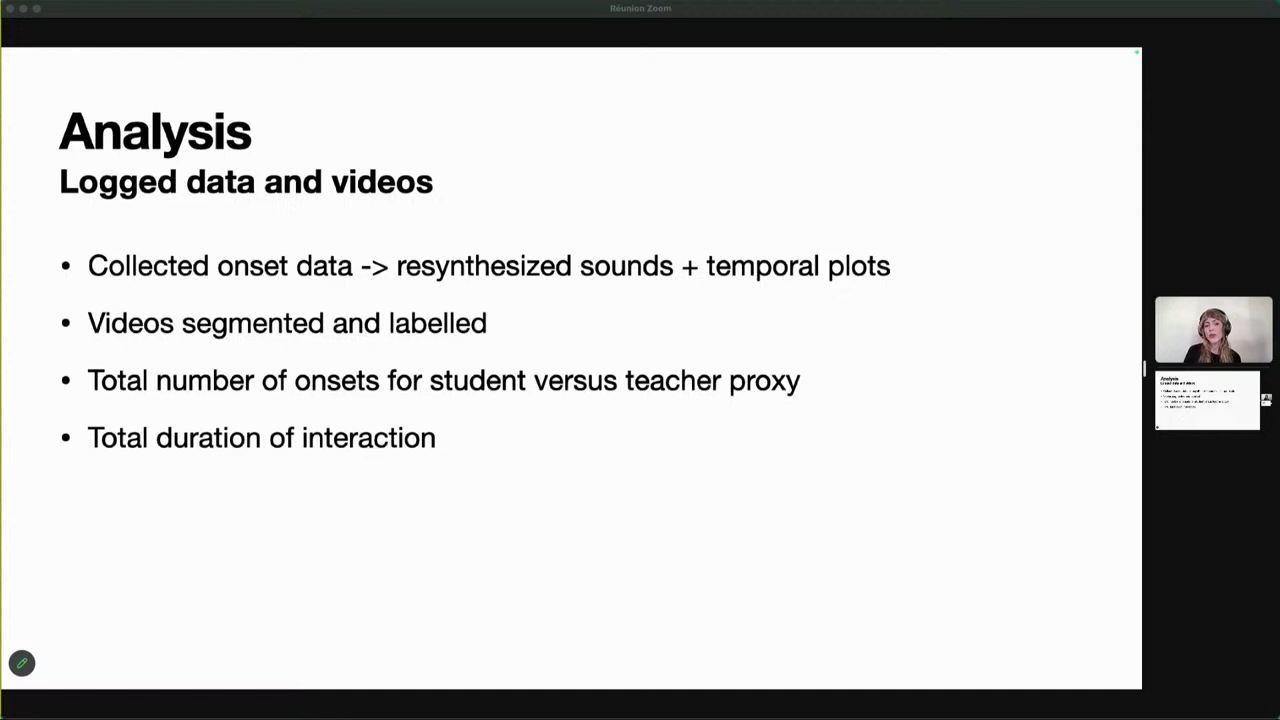 Réunion Zoom
Analysis
Logged data and videos
• Collected onset data -> resynthesized sounds + temporal plots
• Videos segmented and labelled
• Total number of onsets for student versus teacher proxy
• Total duration of interaction
Analysis